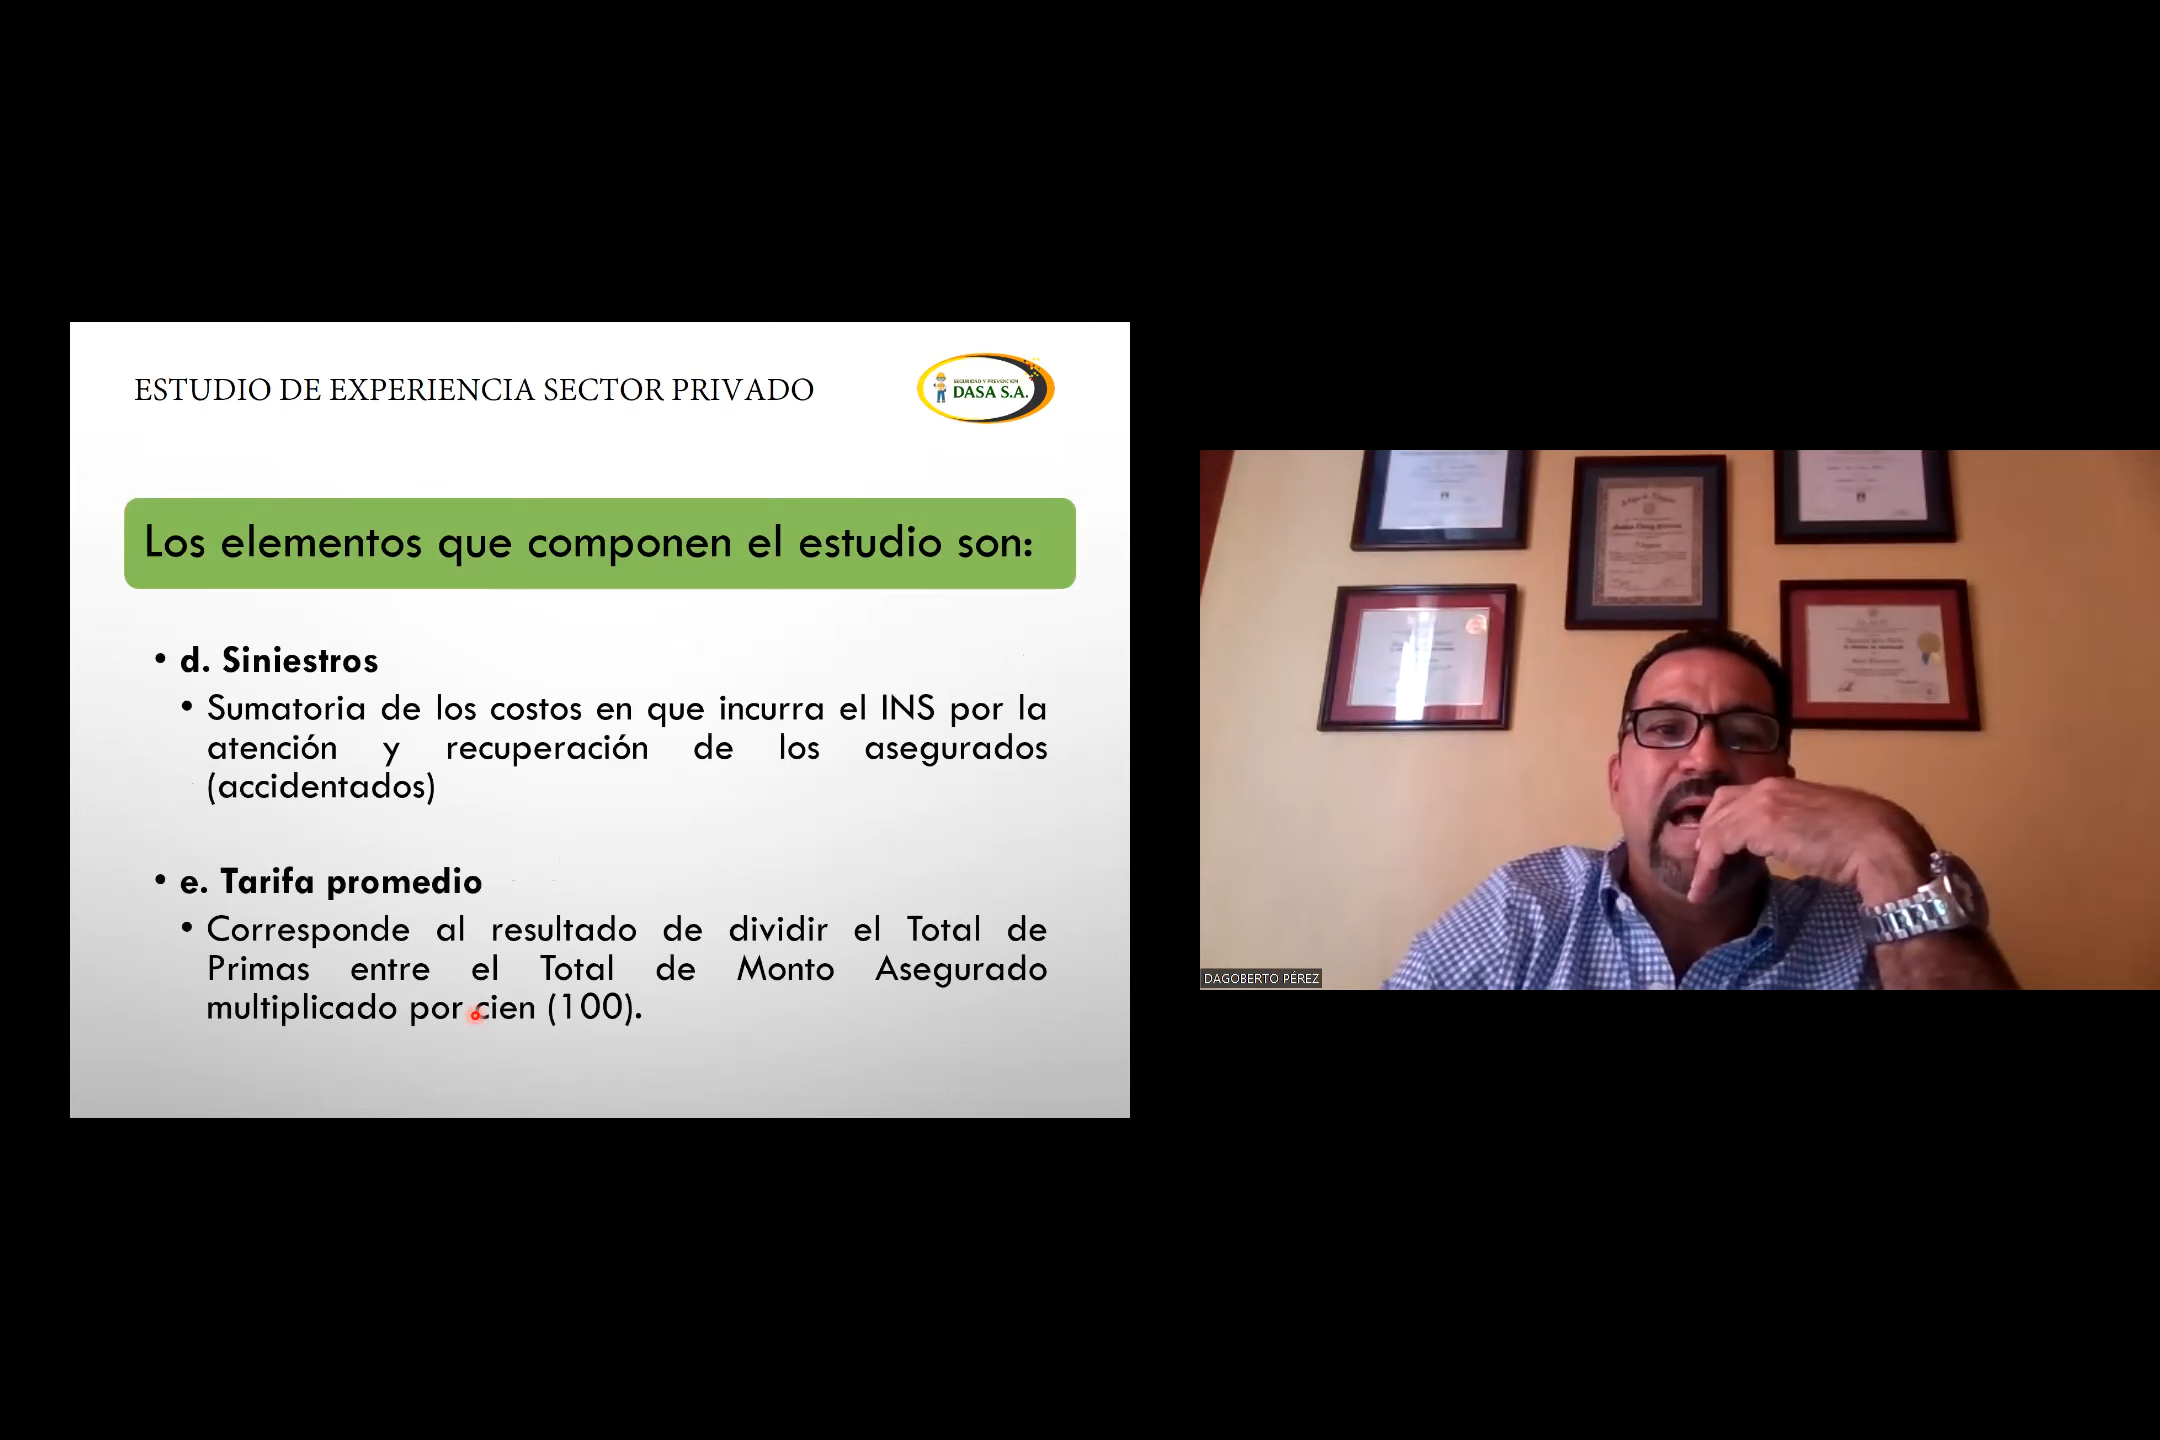 ESTUDIO DE EXPERIENCIA SECTOR PRIVADO
SEGURIDAD Y PREVENCIÓN
DASA S.A.
Los elementos que componen el estudio son:
• d. Siniestros
• Sumatoria de los costos en que incurra el INS por la
atención y recuperación de los asegurados
(accidentados)
• e. Tarifa promedio
• Corresponde al resultado de dividir el Total de
Primas entre el Total de Monto Asegurado
multiplicado por cien (100).
DAGOBERTO PÉREZ